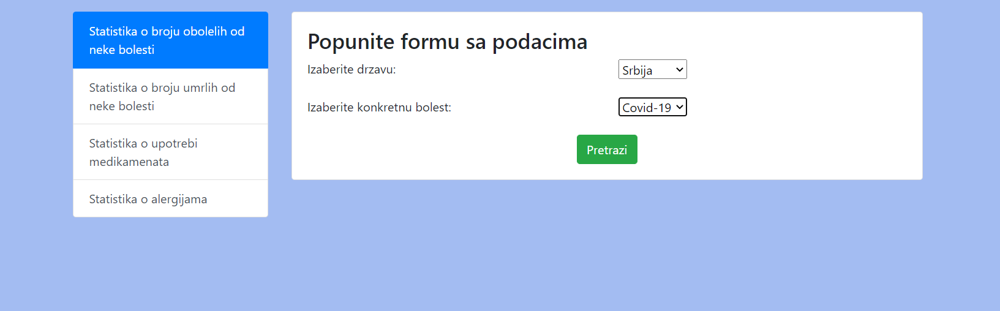 Statistika o broju obolelih od
neke bolesti
Statistika o broju umrlih od
neke bolesti
Statistika o upotrebi
medikamenata
Statistika o alergijama
Popunite formu sa podacima
Izaberite drzavu:
Srbija
Izaberite konkretnu bolest:
Covid-19
Pretrazi